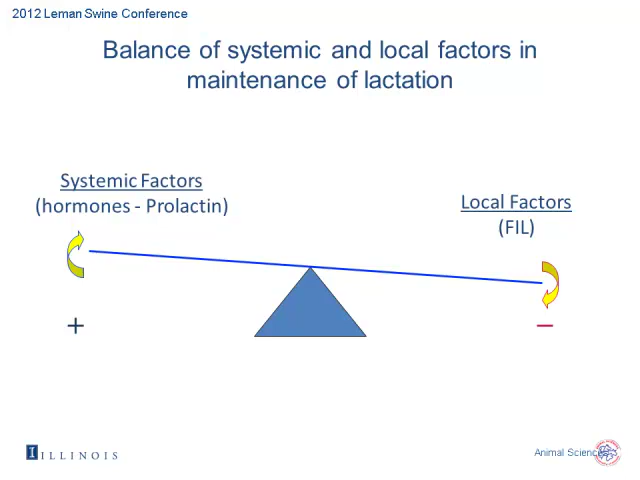 2012 Leman Swine Conference
Balance of systemic and local factors in
maintenance of lactation
Systemic Factors
(hormones - Prolactin)
Local Factors
(FIL)
+
–
I ILLINOIS
Animal Sciences